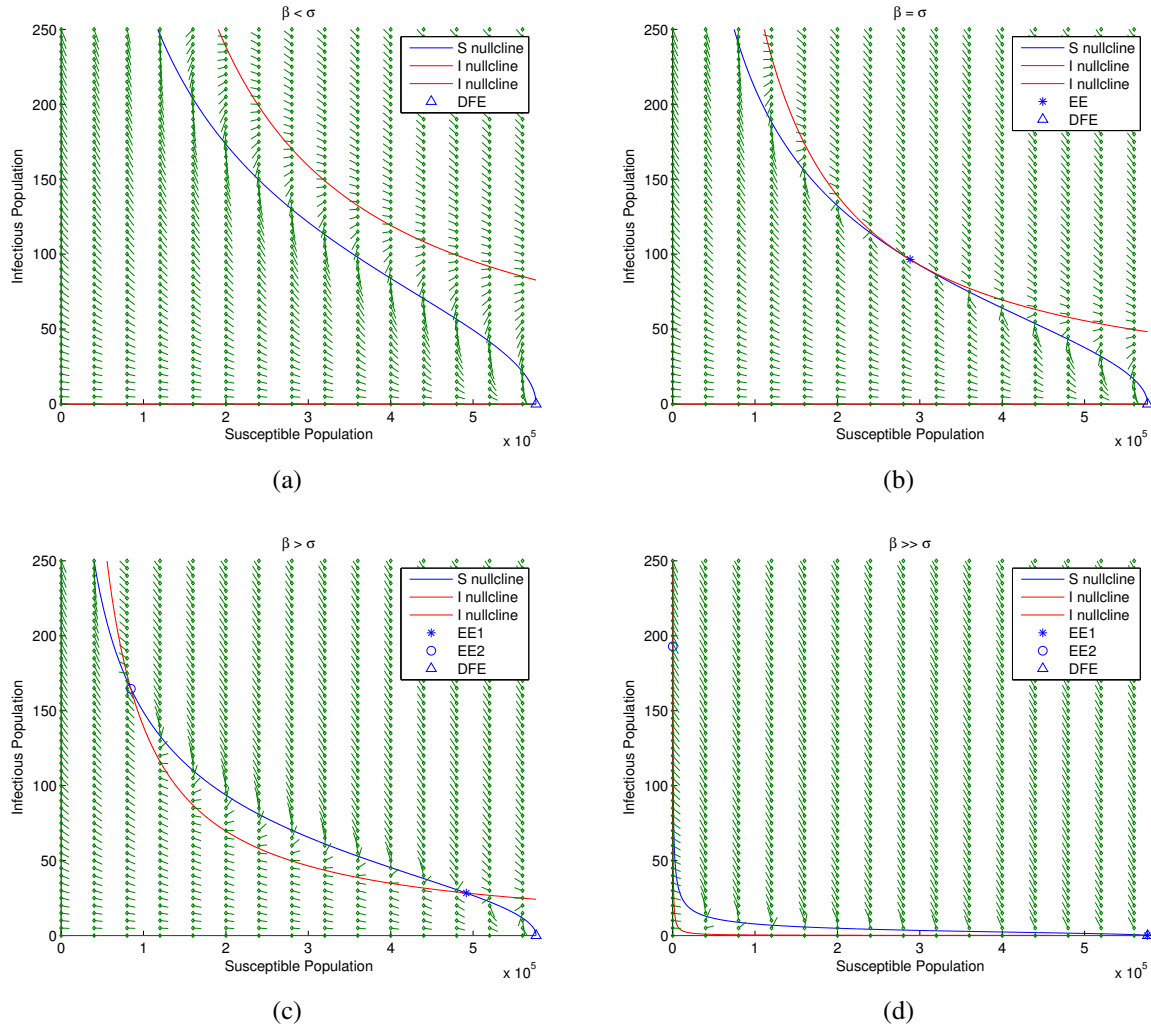 β < σ
250
200
150
100
50
0
Infectious Population
S nullcline
I nullcline
I nullcline
DFE
0 1 2 3 4 5
x 10^5
Susceptible Population
(a)
β = σ
250
200
150
100
50
0
Infectious Population
S nullcline
I nullcline
I nullcline
EE
DFE
0 1 2 3 4 5
x 10^5
Susceptible Population
(b)
β > σ
250
200
150
100
50
0
Infectious Population
S nullcline
I nullcline
I nullcline
EE1
EE2
DFE
0 1 2 3 4 5
x 10^5
Susceptible Population
(c)
β >> σ
250
200
150
100
50
0
Infectious Population
S nullcline
I nullcline
I nullcline
EE1
EE2
DFE
0 1 2 3 4 5
x 10^5
Susceptible Population
(d)